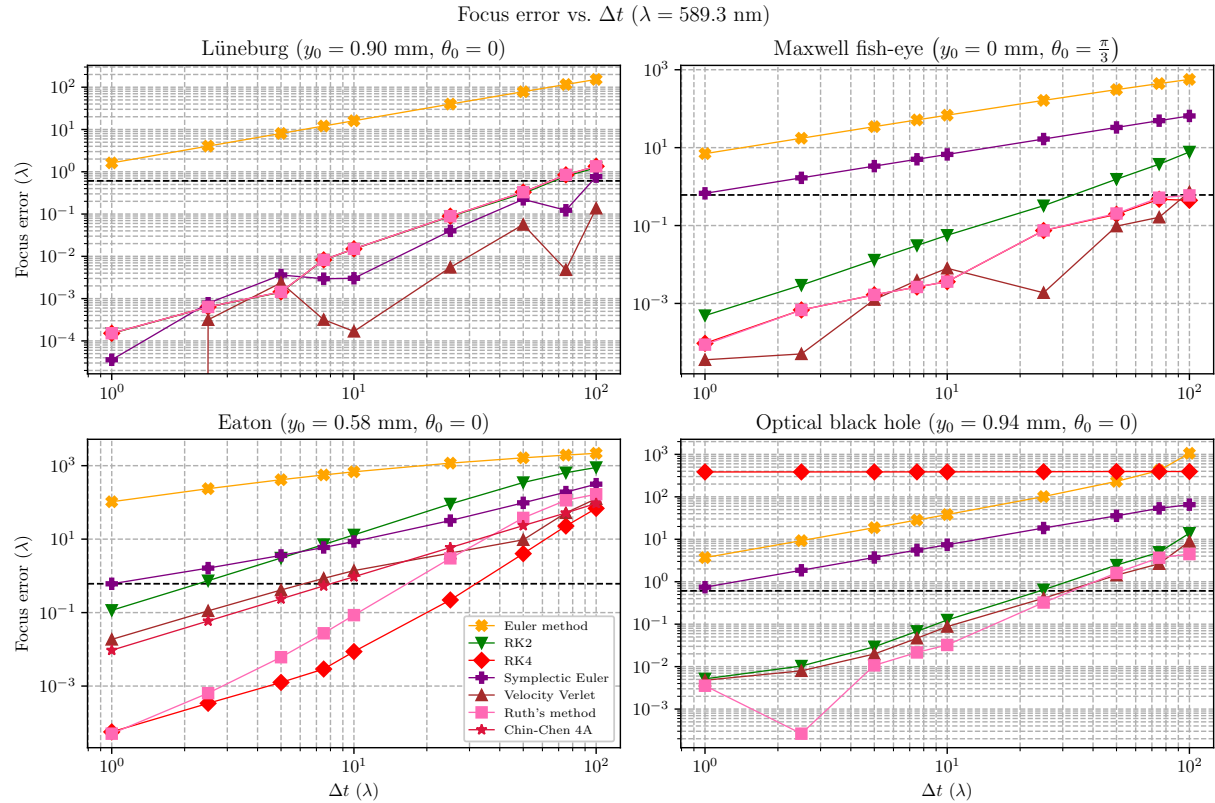 Focus error vs. Δt (λ = 589.3 nm)
Lüneburg (y₀ = 0.90 mm, θ₀ = 0)
Maxwell fish-eye (y₀ = 0 mm, θ₀ = π/3)
Focus error (λ)
10²
10¹
10⁰
10⁻¹
10⁻²
10⁻³
10⁻⁴
10⁰
10¹
10²
10³
10¹
10⁻¹
10⁻³
10⁰
10¹
10²
Eaton (y₀ = 0.58 mm, θ₀ = 0)
Optical black hole (y₀ = 0.94 mm, θ₀ = 0)
Focus error (λ)
10³
10¹
10⁻¹
10⁻³
Euler method
RK2
RK4
Symplectic Euler
Velocity Verlet
Ruth's method
Chin-Chen 4A
10⁰
10¹
10²
Δt (λ)
10³
10²
10¹
10⁰
10⁻¹
10⁻²
10⁻³
10⁰
10¹
10²
Δt (λ)